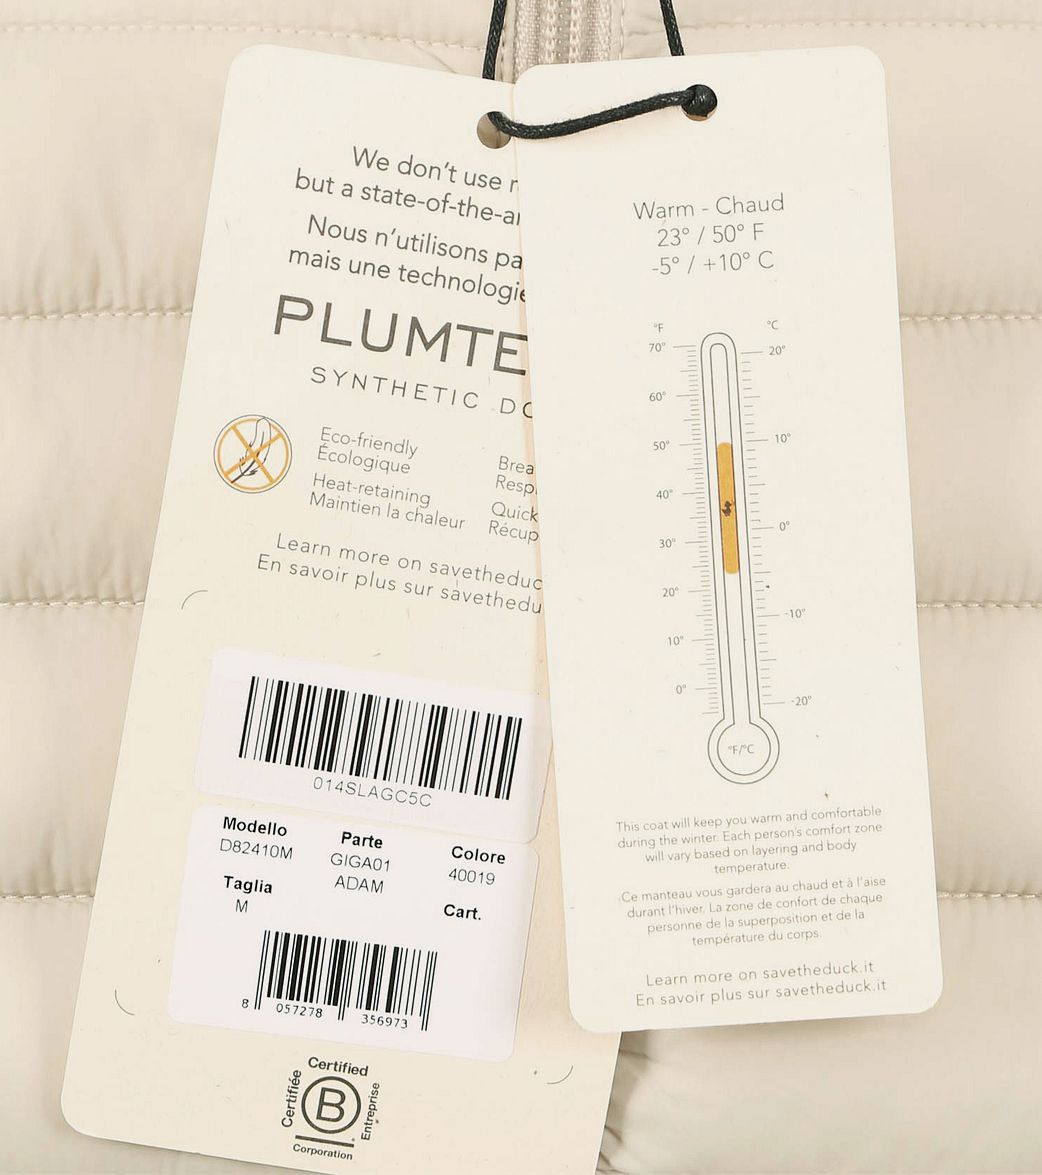 We don't use
but a state-of-the-
Nous n'utilisons
mais une technologie
PLUMTE
SYNTHETIC
Eco-friendly
Écologique
Heat-retaining
Maintien la chaleur
Brea
Resp
Quick
Récup
Learn more on savetheduc
En savoir plus sur savethedu
014SLAGC5C
Modello
D82410M
Parte
GIGA01
ADAM
Colore
40019
Taglia
M
Cart.
8 057278 356973
Certified
Certifiée
B
Entreprise
Corporation
Warm - Chaud
23° / 50° F
-5° / +10° C
°F °C
70° 20°
60°
50° 10°
40°
30° 0°
20°
10° -10°
0° -20°
°F/°C
This coat will keep you warm and comfortable
during the winter. Each person's comfort zone
will vary based on layering and body
temperature.
Ce manteau vous gardera au chaud et à l'aise
durant l'hiver. La zone de confort de chaque
personne de la superposition et de la
température du corps.
Learn more on savetheduck.it
En savoir plus sur savetheduck.it